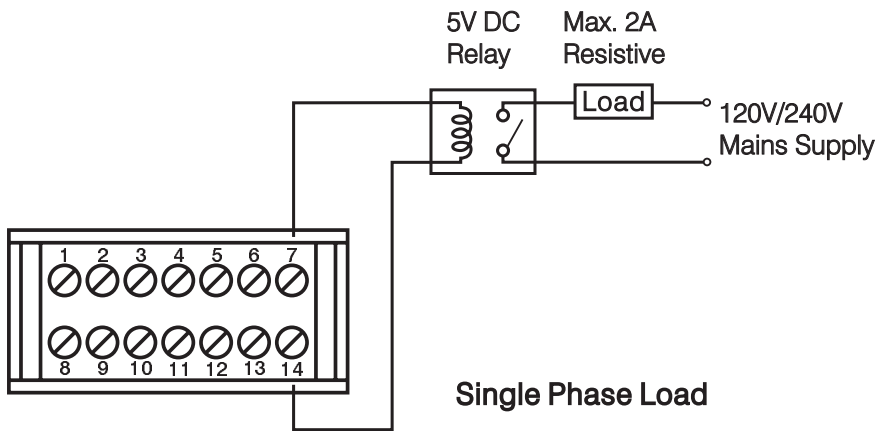 5V DC
Relay
Max. 2A
Resistive
Load
120V/240V
Mains Supply
1 2 3 4 5 6 7
8 9 10 11 12 13 14
Single Phase Load